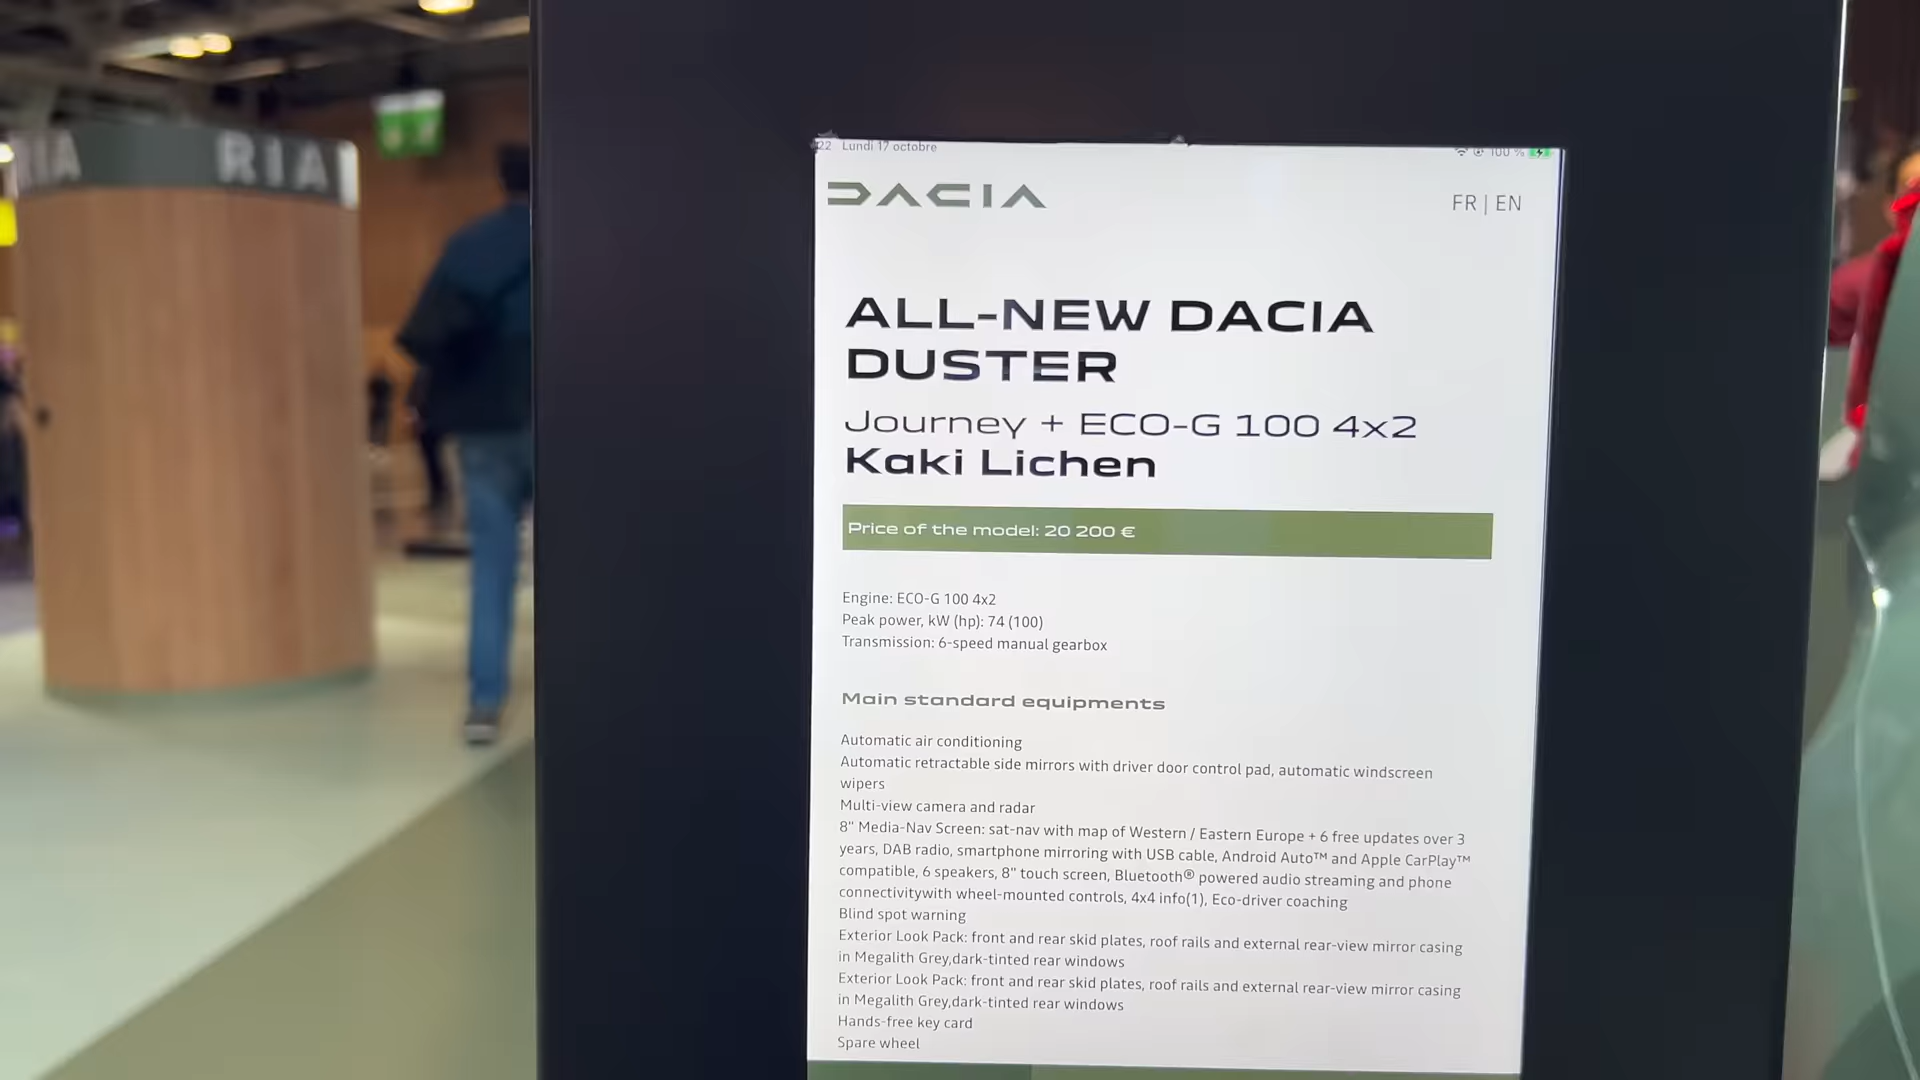 RIA
22 Lundi 17 octobre
100 %
DACIA
FR | EN
ALL-NEW DACIA
DUSTER
Journey + ECO-G 100 4x2
Kaki Lichen
Price of the model: 20 200 €
Engine: ECO-G 100 4x2
Peak power, kW (hp): 74 (100)
Transmission: 6-speed manual gearbox
Main standard equipments
Automatic air conditioning
Automatic retractable side mirrors with driver door control pad, automatic windscreen
wipers
Multi-view camera and radar
8" Media-Nav Screen: sat-nav with map of Western / Eastern Europe + 6 free updates over 3
years, DAB radio, smartphone mirroring with USB cable, Android Auto™ and Apple CarPlay™
compatible, 6 speakers, 8" touch screen, Bluetooth® powered audio streaming and phone
connectivitywith wheel-mounted controls, 4x4 info(1), Eco-driver coaching
Blind spot warning
Exterior Look Pack: front and rear skid plates, roof rails and external rear-view mirror casing
in Megalith Grey,dark-tinted rear windows
Exterior Look Pack: front and rear skid plates, roof rails and external rear-view mirror casing
in Megalith Grey,dark-tinted rear windows
Hands-free key card
Spare wheel